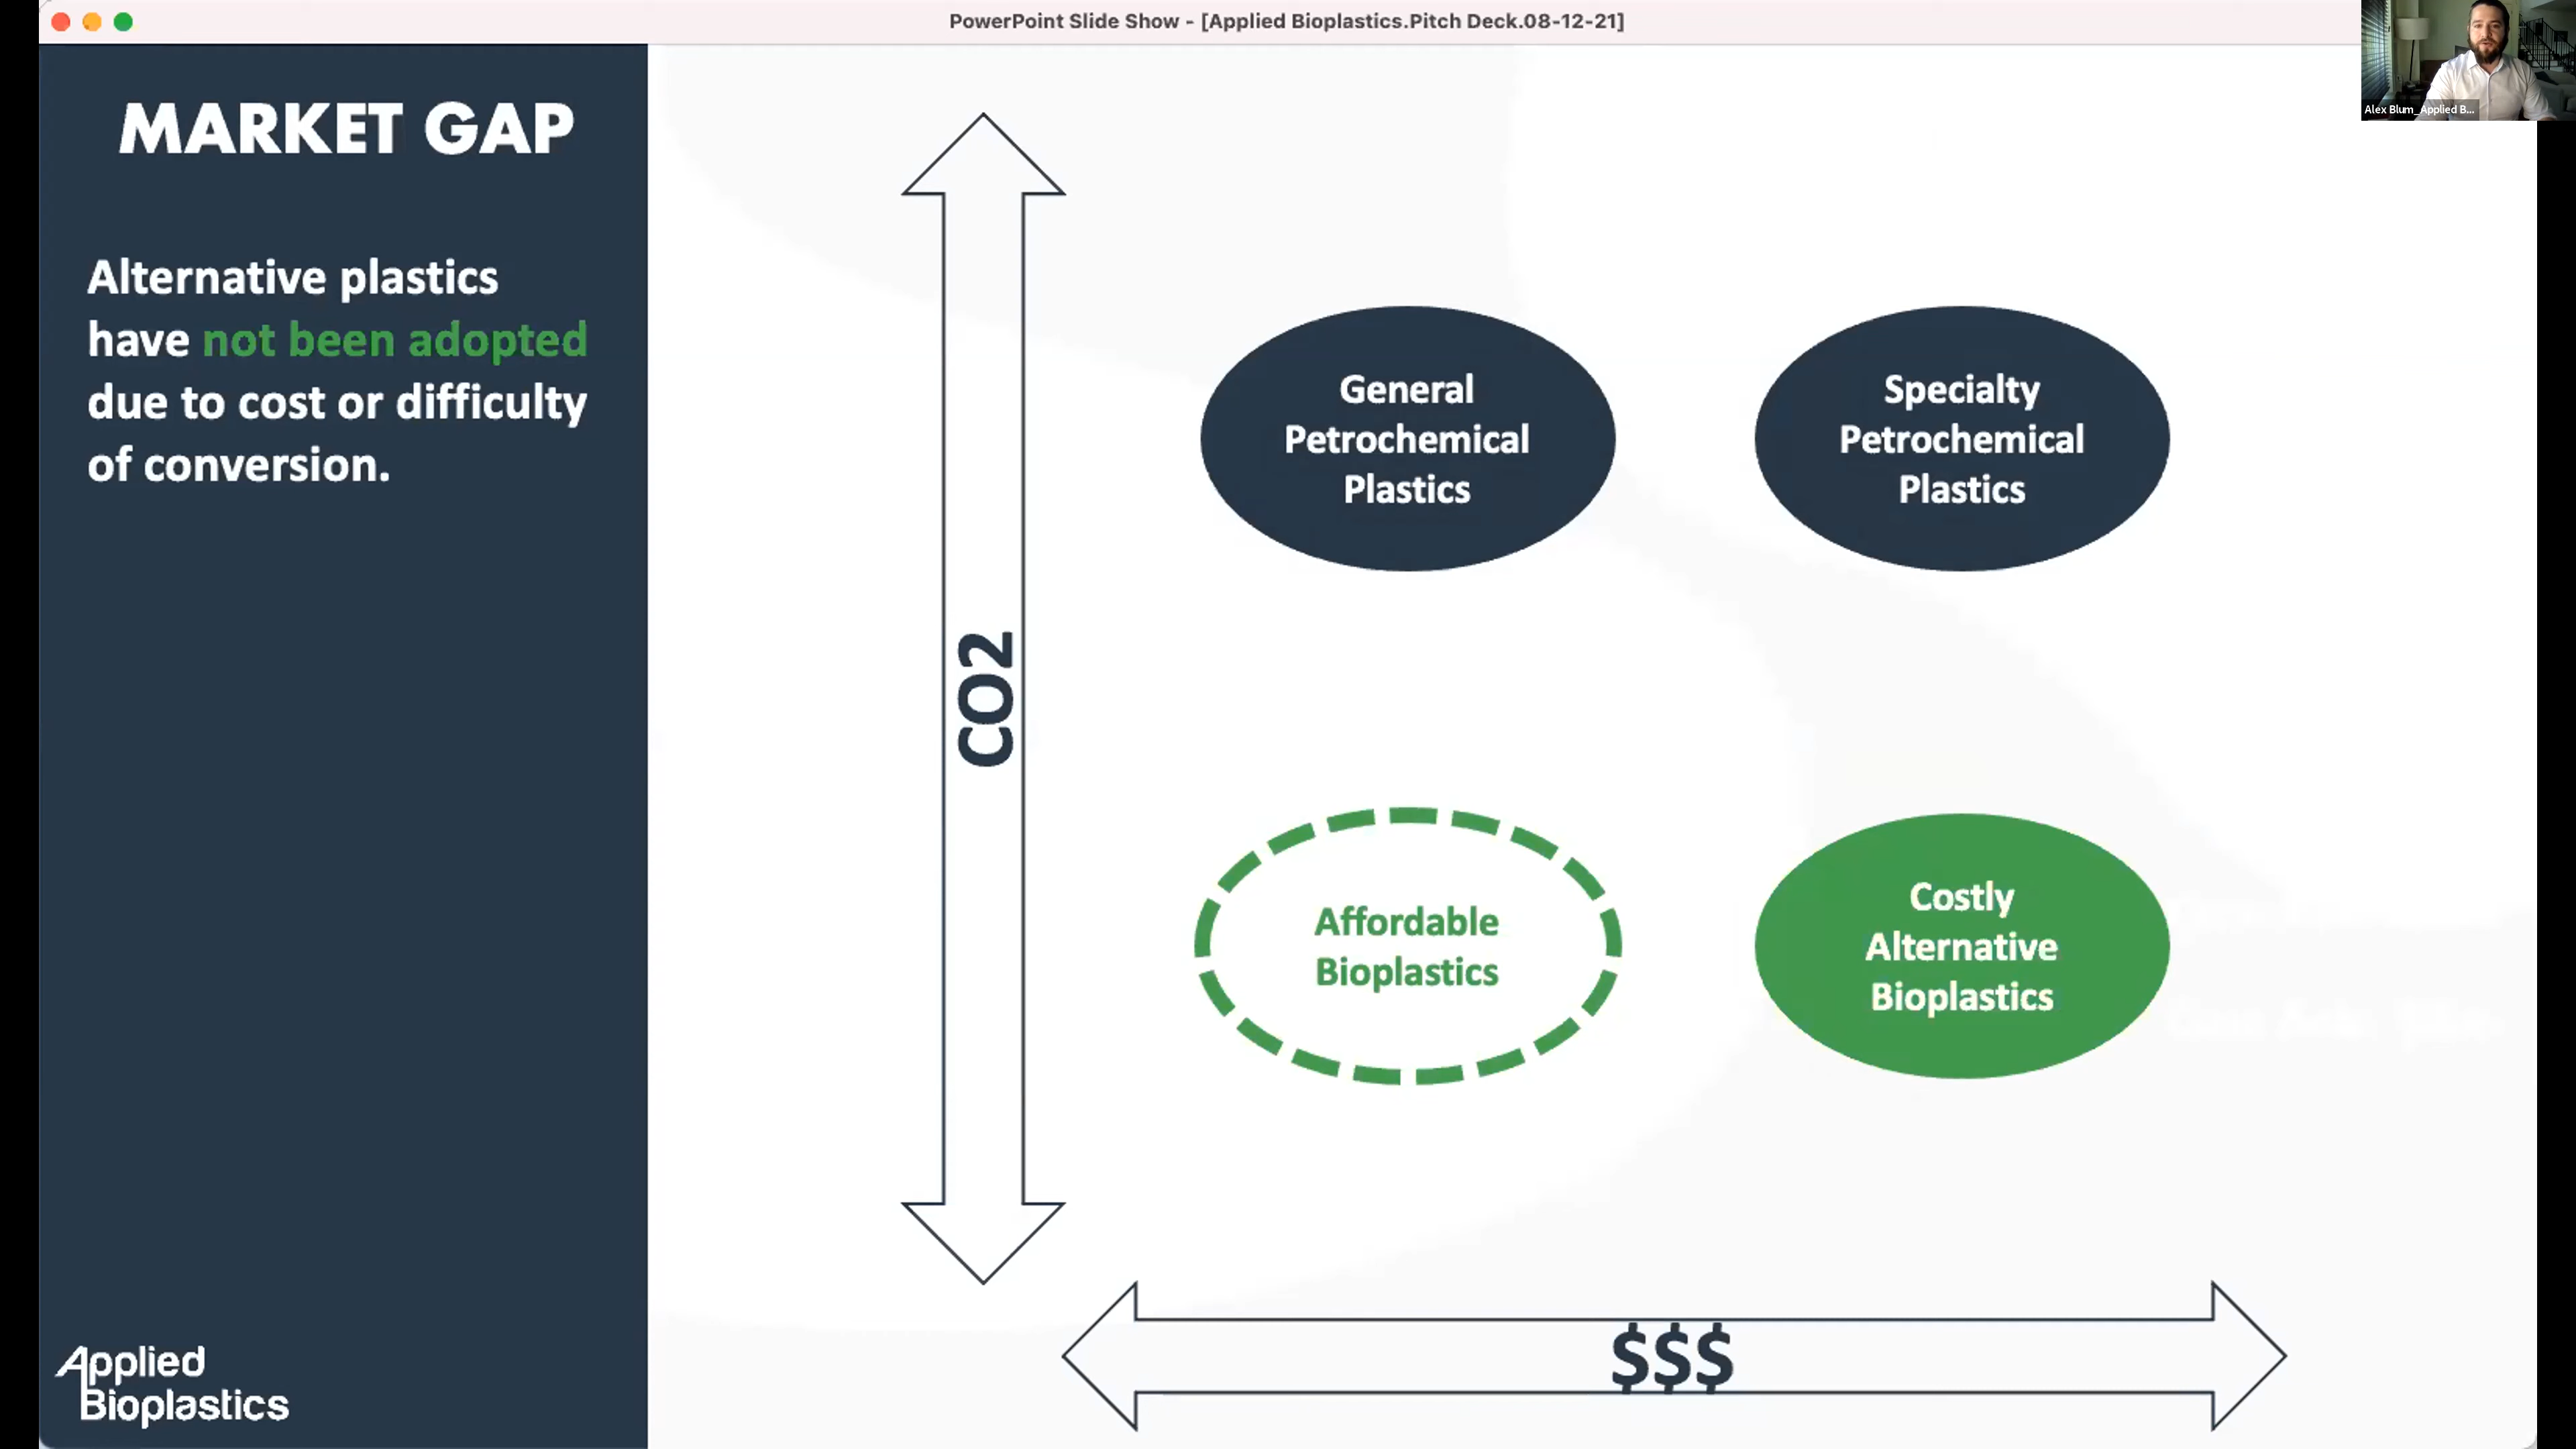 PowerPoint Slide Show - [Applied Bioplastics.Pitch Deck.08-12-21]
Alex Blum_Applied B...
MARKET GAP
Alternative plastics
have not been adopted
due to cost or difficulty
of conversion.
CO2
General
Petrochemical
Plastics
Specialty
Petrochemical
Plastics
Affordable
Bioplastics
Costly
Alternative
Bioplastics
$$$
Applied
Bioplastics